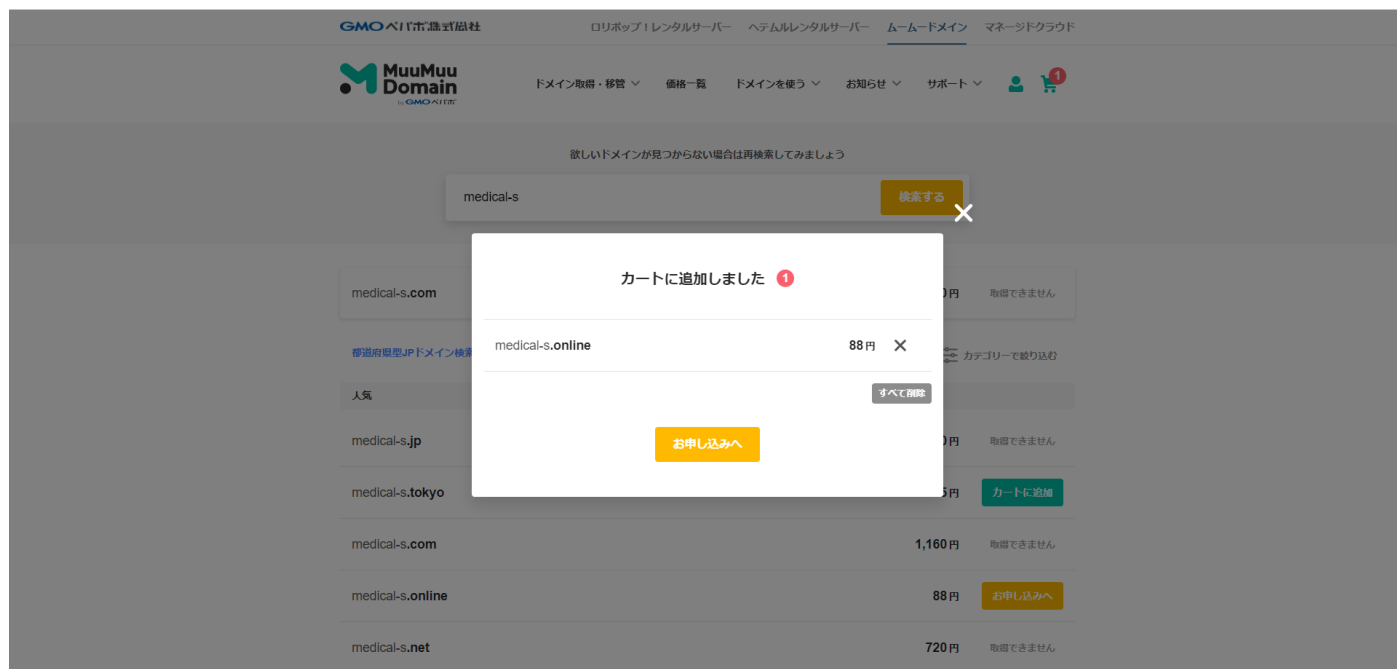 GMOペパボ株式会社 ロリポップ!レンタルサーバー ヘテムルレンタルサーバー ムームードメイン マネージドクラウド
MuuMuu Domain by GMOペパボ
ドメイン取得・移管 価格一覧 ドメインを使う お知らせ サポート 1
欲しいドメインが見つからない場合は再検索してみましょう
medical-s 検索する
カートに追加しました 1
medical-s.online 88円
すべて削除
お申し込みへ
medical-s.com 円 取得できません
都道府県型JPドメイン検索 カテゴリーで絞り込む
人気
medical-s.jp 円 取得できません
medical-s.tokyo 円 カートに追加
medical-s.com 1,160円 取得できません
medical-s.online 88円 お申し込みへ
medical-s.net 720円 取得できません